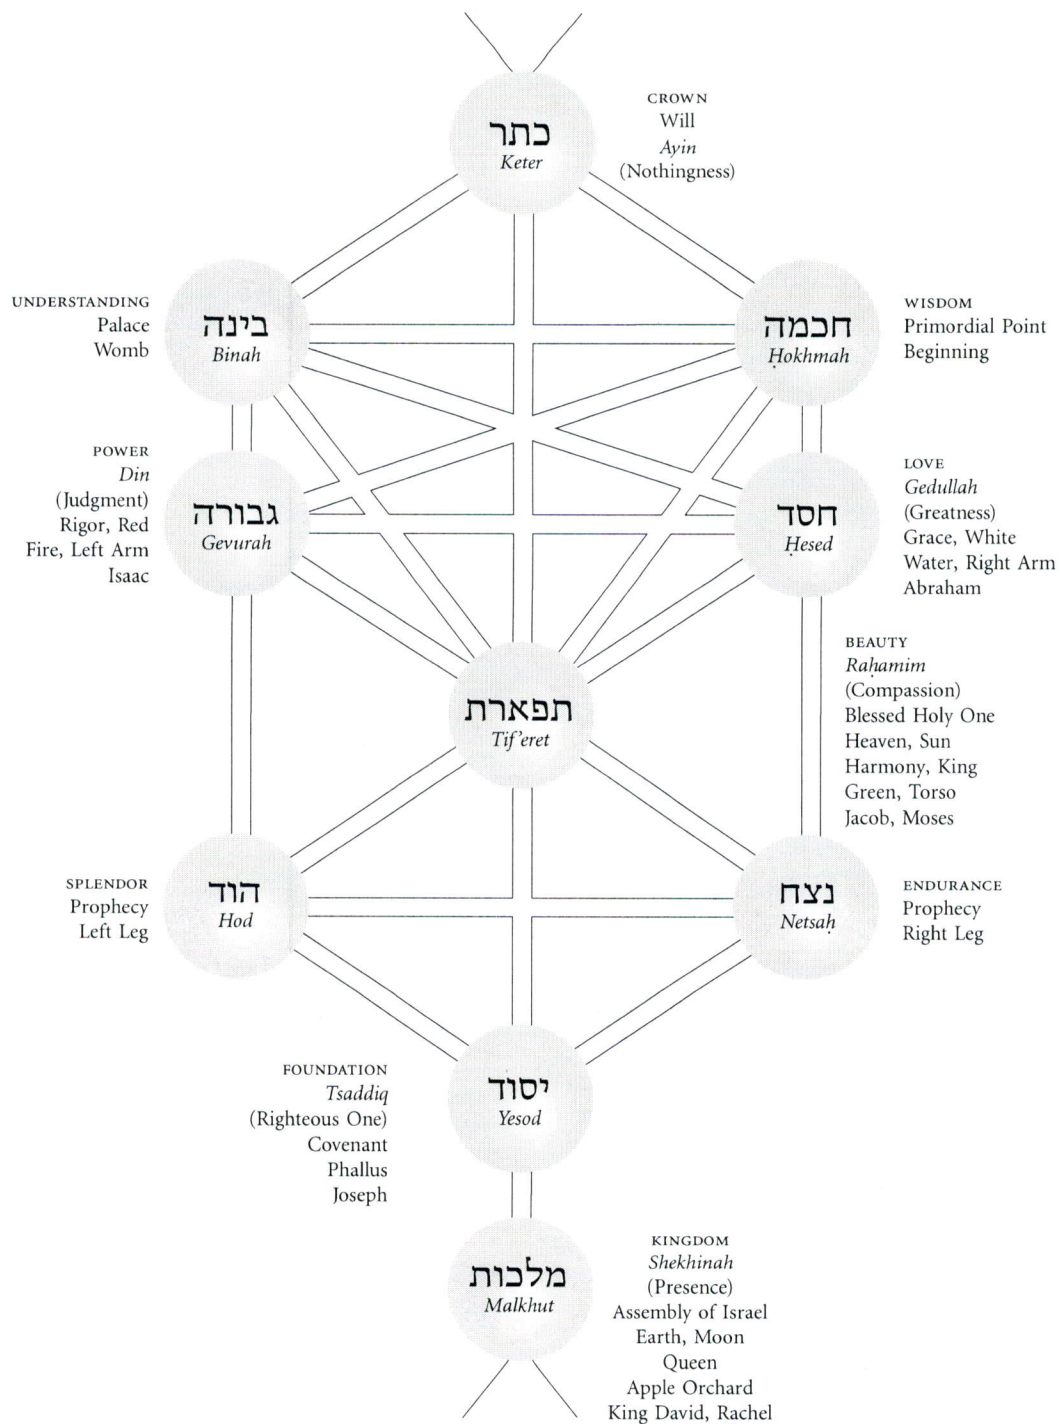 כתר
Keter
CROWN
Will
Ayin
(Nothingness)
UNDERSTANDING
Palace
Womb
בינה
Binah
חכמה
Ḥokhmah
WISDOM
Primordial Point
Beginning
POWER
Din
(Judgment)
Rigor, Red
Fire, Left Arm
Isaac
גבורה
Gevurah
חסד
Ḥesed
LOVE
Gedullah
(Greatness)
Grace, White
Water, Right Arm
Abraham
תפארת
Tif’eret
BEAUTY
Raḥamim
(Compassion)
Blessed Holy One
Heaven, Sun
Harmony, King
Green, Torso
Jacob, Moses
SPLENDOR
Prophecy
Left Leg
הוד
Hod
נצח
Netsaḥ
ENDURANCE
Prophecy
Right Leg
FOUNDATION
Tsaddiq
(Righteous One)
Covenant
Phallus
Joseph
יסוד
Yesod
מלכות
Malkhut
KINGDOM
Shekhinah
(Presence)
Assembly of Israel
Earth, Moon
Queen
Apple Orchard
King David, Rachel